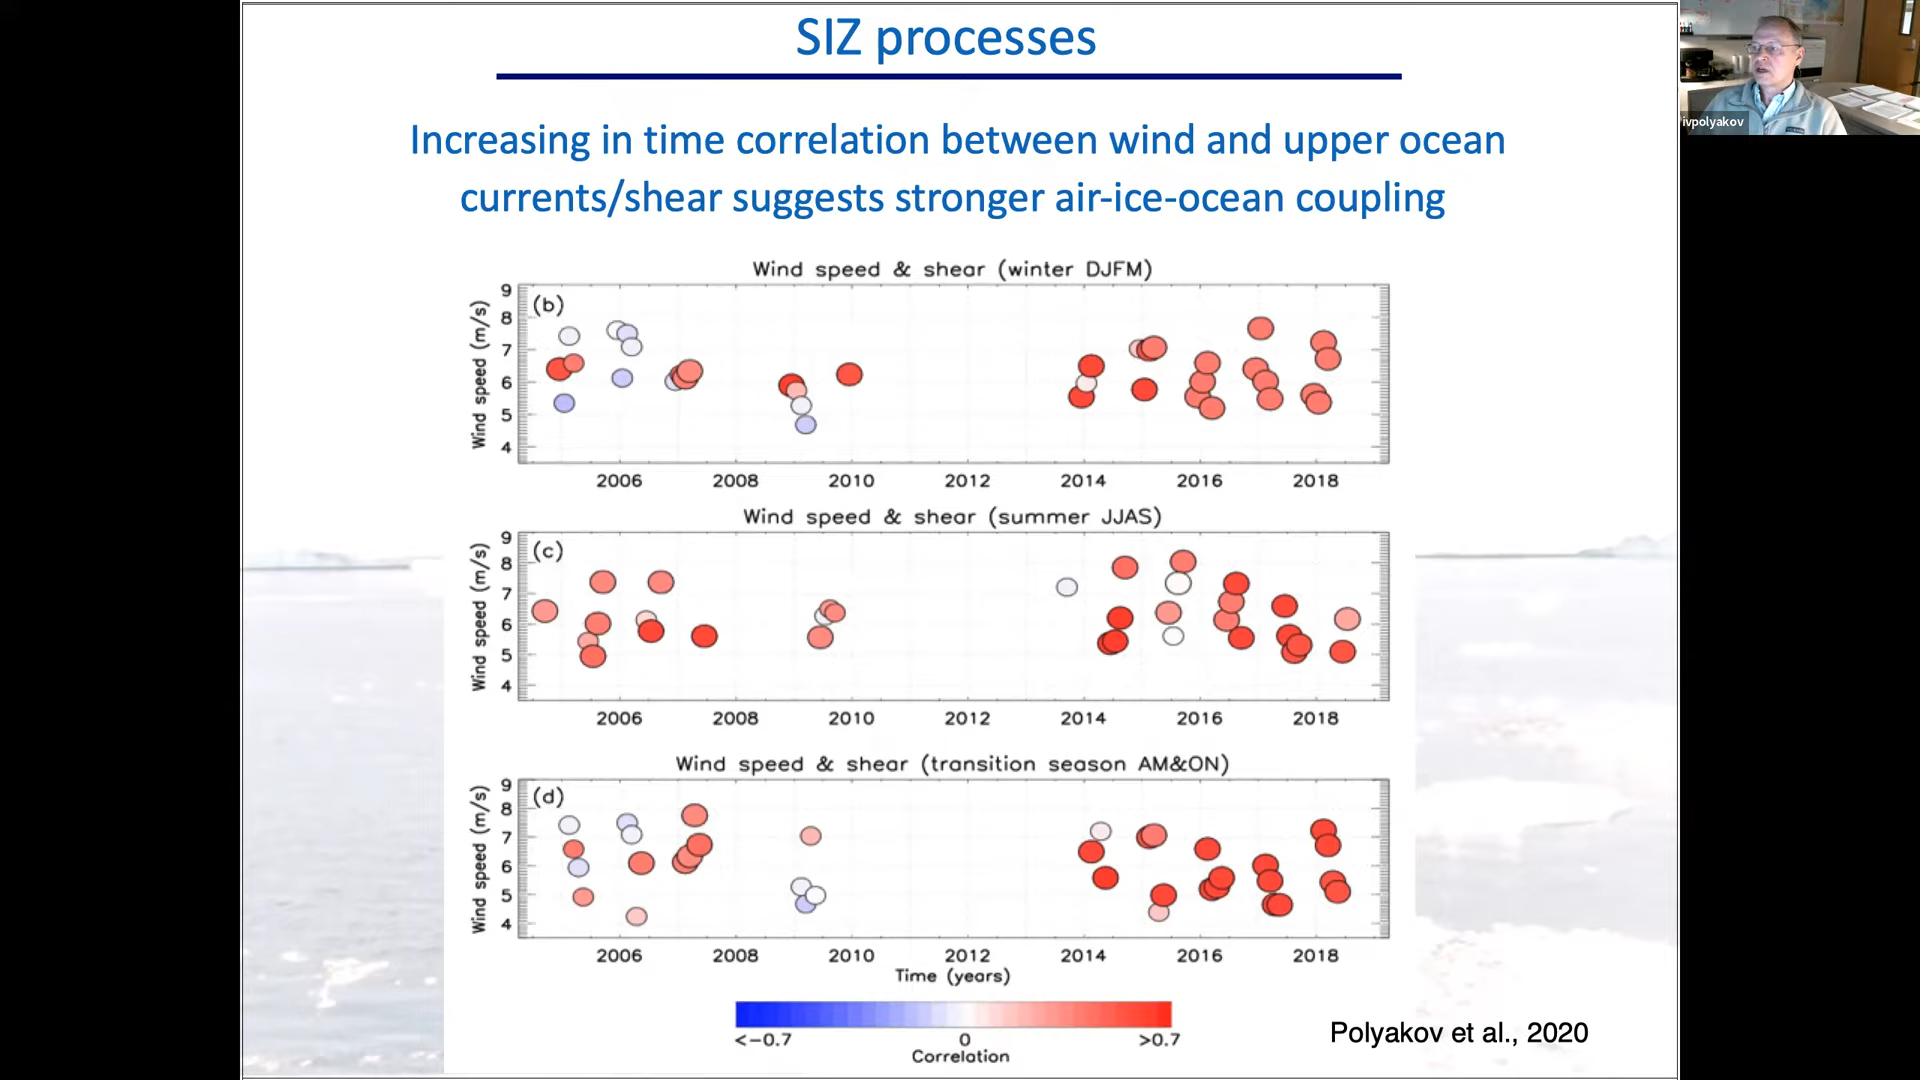 SIZ processes
ivpolyakov
Increasing in time correlation between wind and upper ocean
currents/shear suggests stronger air-ice-ocean coupling
Wind speed & shear (winter DJFM)
(b)
Wind speed (m/s)
9
8
7
6
5
4
2006 2008 2010 2012 2014 2016 2018
Wind speed & shear (summer JJAS)
(c)
Wind speed (m/s)
9
8
7
6
5
4
2006 2008 2010 2012 2014 2016 2018
Wind speed & shear (transition season AM&ON)
(d)
Wind speed (m/s)
9
8
7
6
5
4
2006 2008 2010 2012 2014 2016 2018
Time (years)
<-0.7 0 >0.7
Correlation
Polyakov et al., 2020